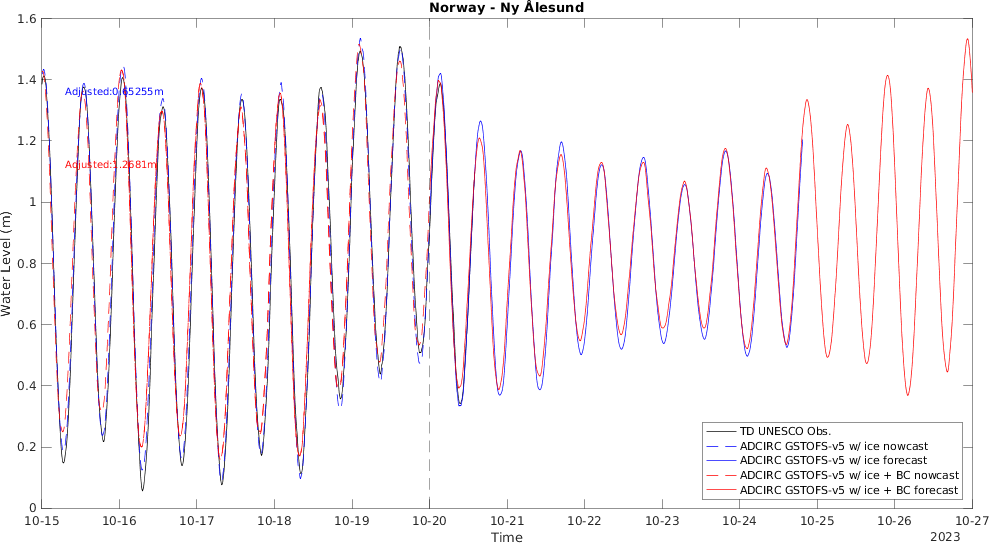 Norway - Ny Ålesund
1.6
1.4
1.2
1
0.8
0.6
0.4
0.2
0
Water Level (m)
Adjusted:0.65255m
Adjusted:1.2681m
TD UNESCO Obs.
ADCIRC GSTOFS-v5 w/ ice nowcast
ADCIRC GSTOFS-v5 w/ ice forecast
ADCIRC GSTOFS-v5 w/ ice + BC nowcast
ADCIRC GSTOFS-v5 w/ ice + BC forecast
10-15 10-16 10-17 10-18 10-19 10-20 10-21 10-22 10-23 10-24 10-25 10-26 10-27
Time
2023